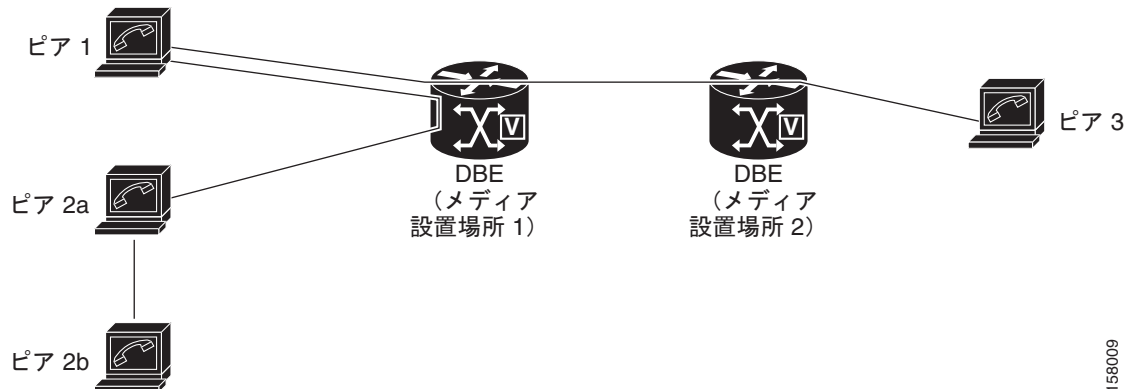 ピア 1
V
V
ピア 3
DBE
（メディア
設置場所 1）
DBE
（メディア
設置場所 2）
ピア 2a
ピア 2b
158009